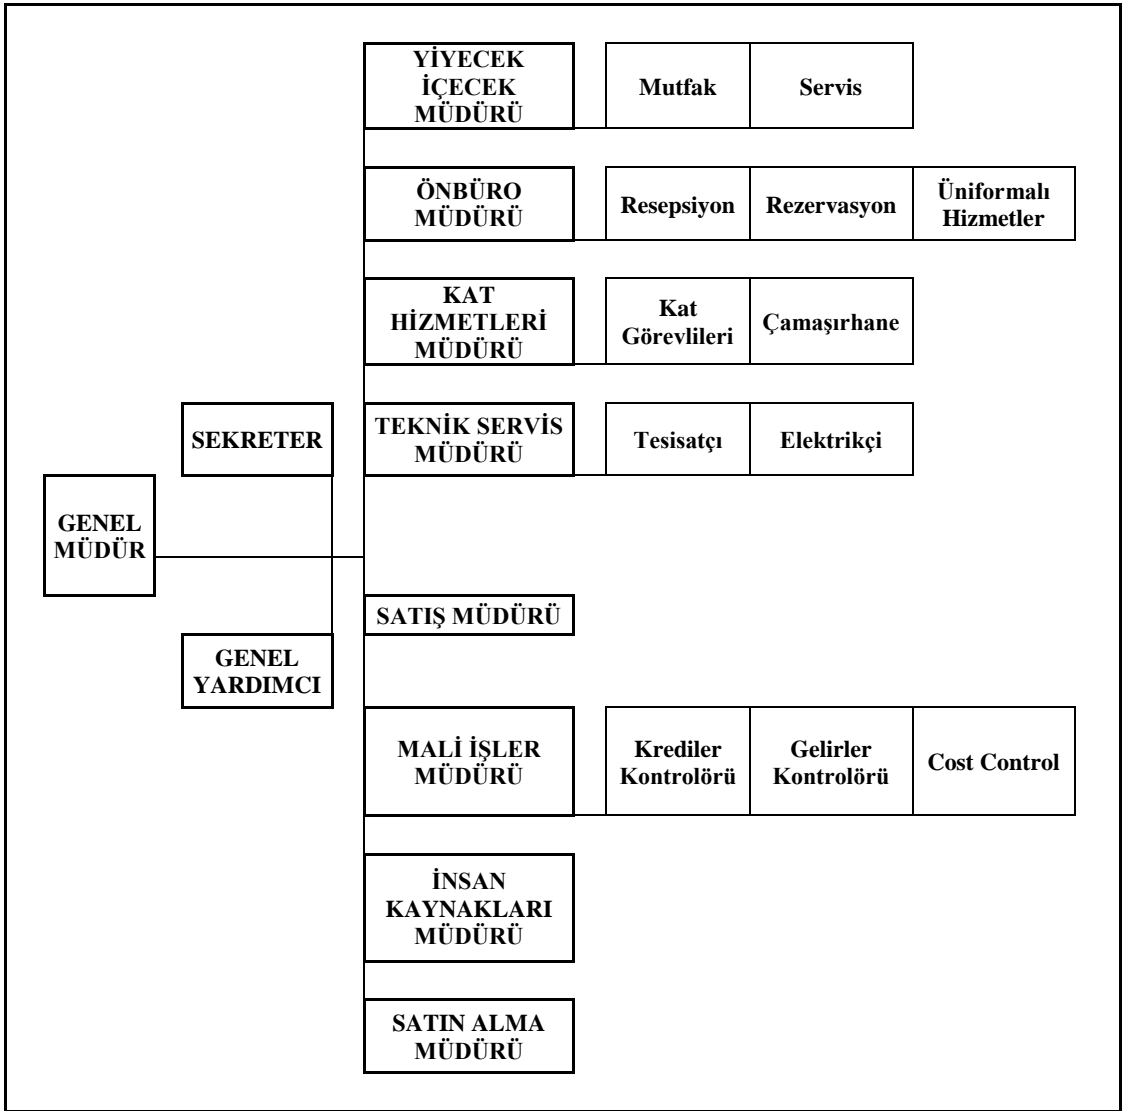 YİYECEK
İÇECEK
MÜDÜRÜ
Mutfak
Servis
ÖNBÜRO
MÜDÜRÜ
Resepsiyon
Rezervasyon
Üniformalı
Hizmetler
KAT
HİZMETLERİ
MÜDÜRÜ
Kat
Görevlileri
Çamaşırhane
SEKRETER
TEKNİK SERVİS
MÜDÜRÜ
Tesisatçı
Elektrikçi
GENEL
MÜDÜR
SATIŞ MÜDÜRÜ
GENEL
YARDIMCI
MALİ İŞLER
MÜDÜRÜ
Krediler
Kontrolörü
Gelirler
Kontrolörü
Cost Control
İNSAN
KAYNAKLARI
MÜDÜRÜ
SATIN ALMA
MÜDÜRÜ